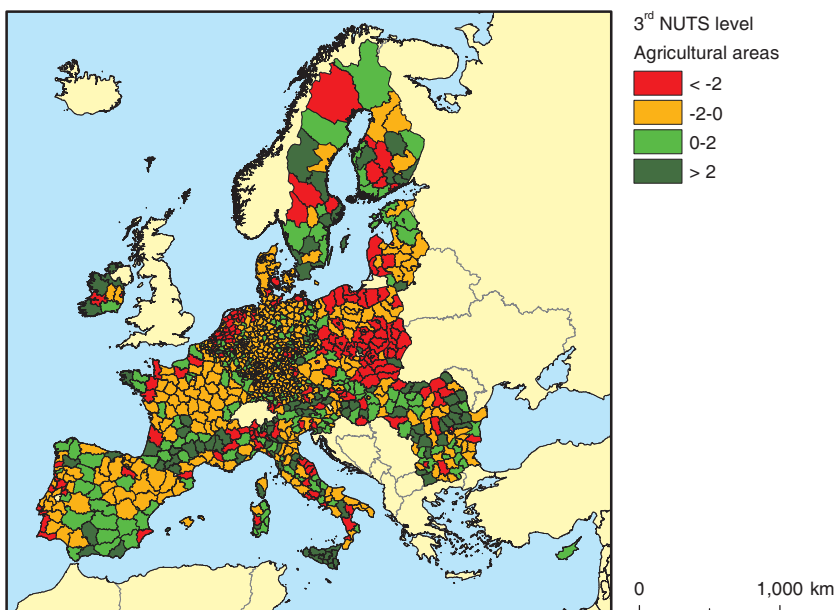 3rd NUTS level
Agricultural areas
< -2
-2-0
0-2
> 2
0 1,000 km